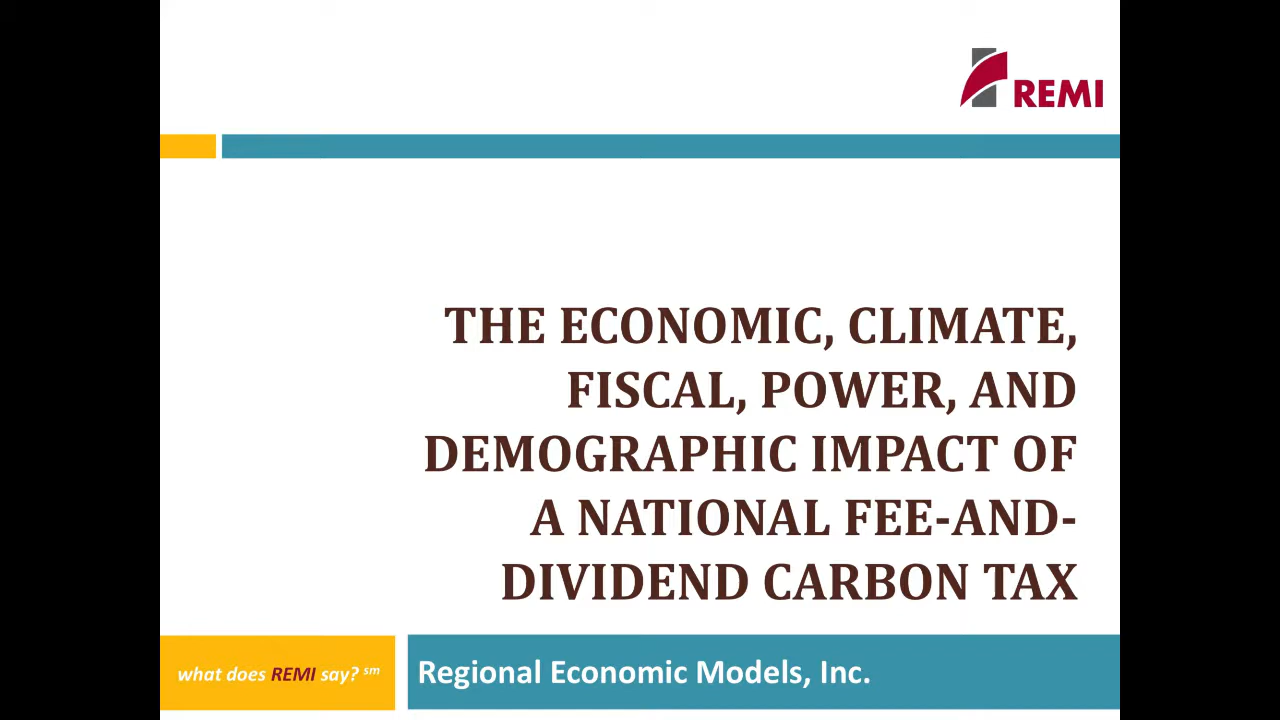 REMI
THE ECONOMIC, CLIMATE,
FISCAL, POWER, AND
DEMOGRAPHIC IMPACT OF
A NATIONAL FEE-AND-
DIVIDEND CARBON TAX
what does REMI say? sm
Regional Economic Models, Inc.